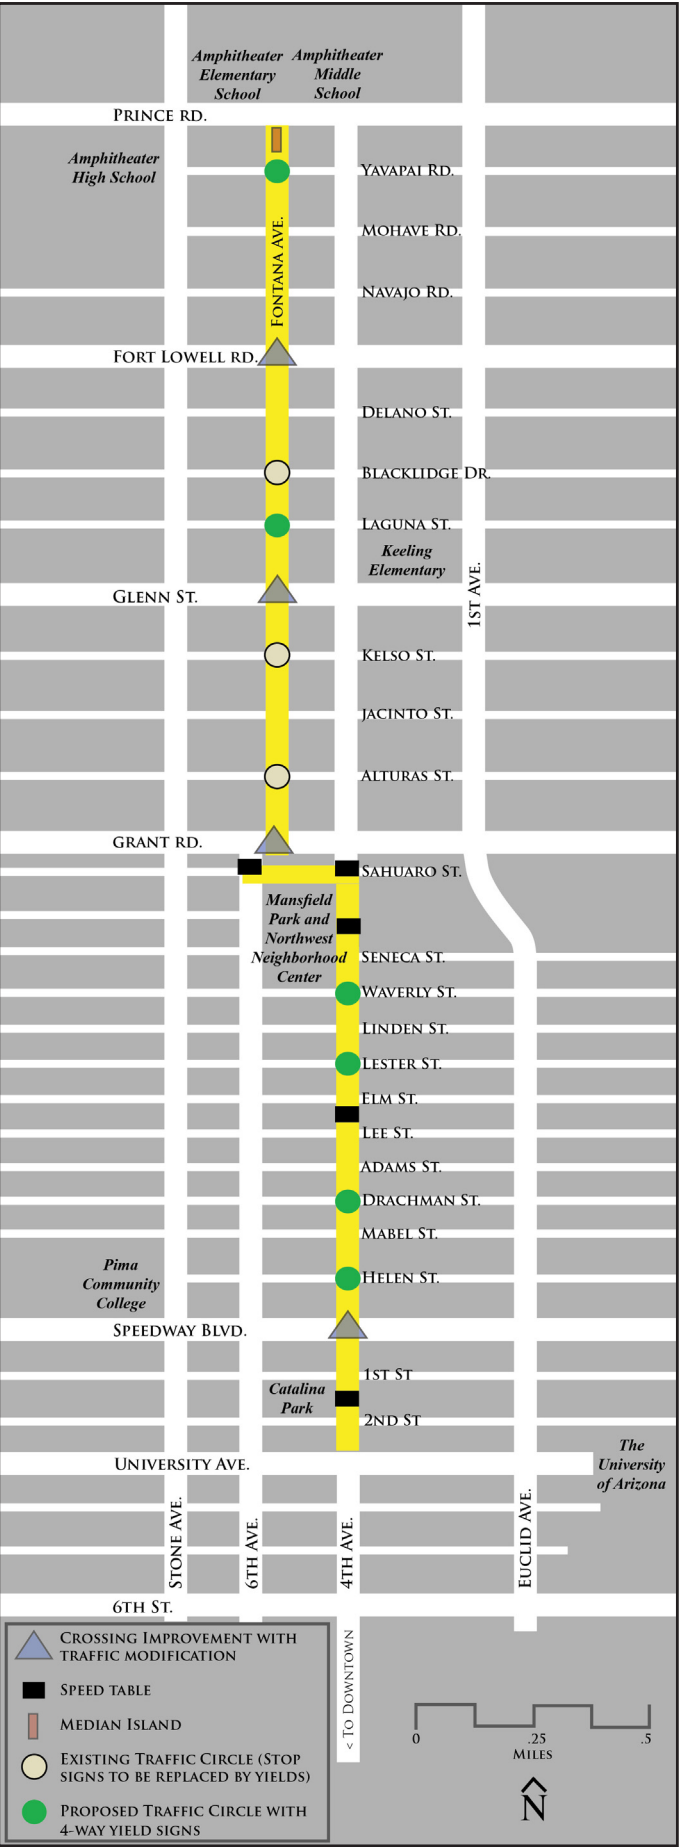 Amphitheater
Elementary
School
Amphitheater
Middle
School
PRINCE RD.
Amphitheater
High School
YAVAPAI RD.
MOHAVE RD.
FONTANA AVE.
NAVAJO RD.
FORT LOWELL RD.
DELANO ST.
BLACKLIDGE DR.
LAGUNA ST.
Keeling
Elementary
1ST AVE.
GLENN ST.
KELSO ST.
JACINTO ST.
ALTURAS ST.
GRANT RD.
SAHUARO ST.
Mansfield
Park and
Northwest
Neighborhood
Center
SENECA ST.
WAVERLY ST.
LINDEN ST.
LESTER ST.
ELM ST.
LEE ST.
ADAMS ST.
DRACHMAN ST.
MABEL ST.
Pima
Community
College
HELEN ST.
SPEEDWAY BLVD.
1ST ST
Catalina
Park
2ND ST
The
University
of Arizona
UNIVERSITY AVE.
STONE AVE.
6TH AVE.
4TH AVE.
EUCLID AVE.
6TH ST.
< TO DOWNTOWN
CROSSING IMPROVEMENT WITH
TRAFFIC MODIFICATION
SPEED TABLE
MEDIAN ISLAND
EXISTING TRAFFIC CIRCLE (STOP
SIGNS TO BE REPLACED BY YIELDS)
PROPOSED TRAFFIC CIRCLE WITH
4-WAY YIELD SIGNS
0 .25 .5
MILES
N